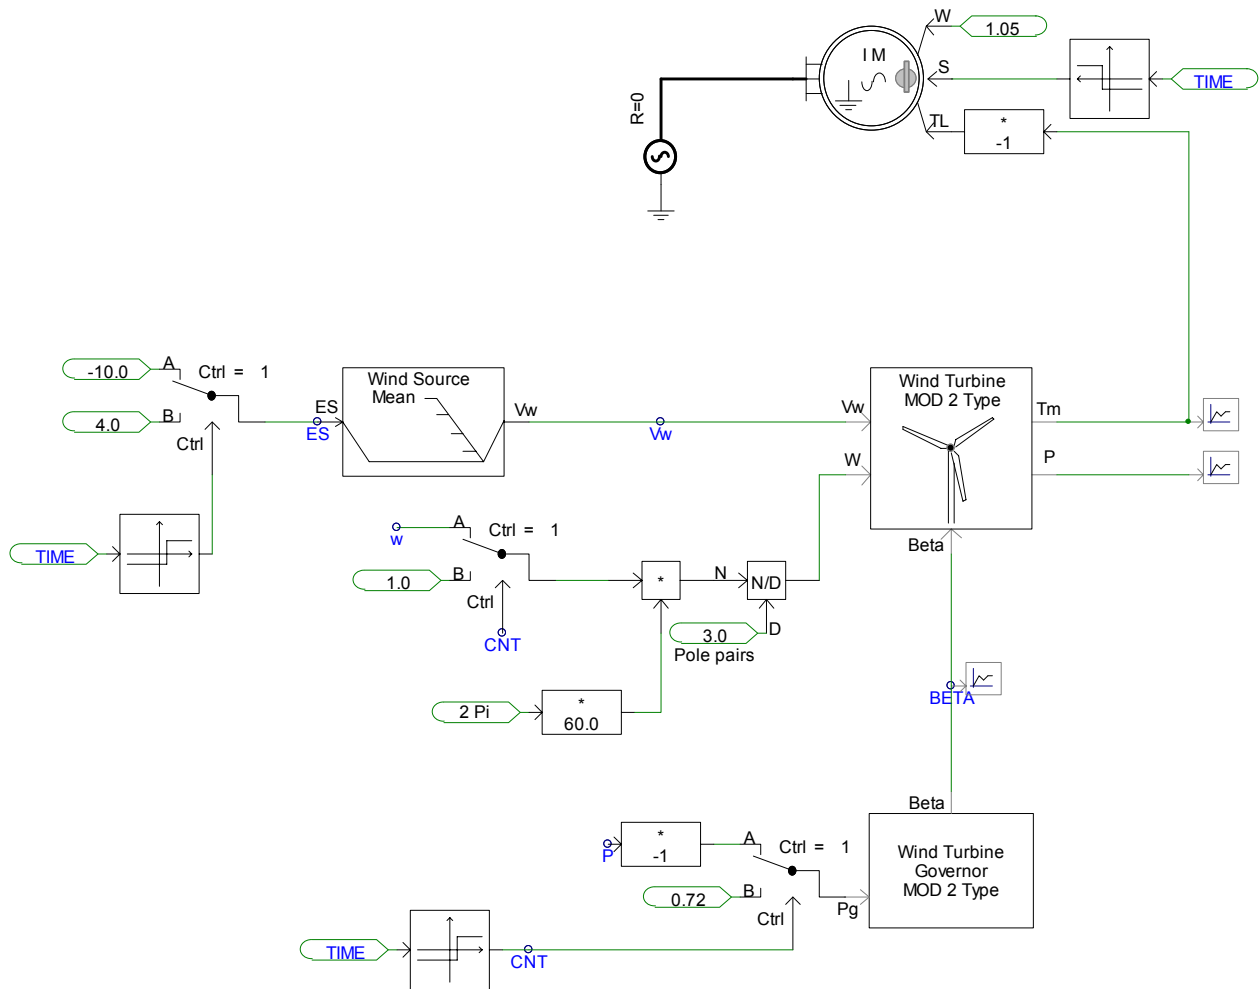 W
1.05
I M
S
TIME
R=0
TL
*
-1
-10.0
A
Ctrl = 1
4.0
B
Ctrl
ES
ES
Wind Source
Mean
Vw
Vw
Vw
W
Wind Turbine
MOD 2 Type
Tm
P
Beta
TIME
w
A
Ctrl = 1
1.0
B
Ctrl
CNT
*
N
N/D
D
3.0
Pole pairs
2 Pi
*
60.0
BETA
Beta
P
*
-1
A
Ctrl = 1
0.72
B
Ctrl
Pg
Wind Turbine
Governor
MOD 2 Type
TIME
CNT